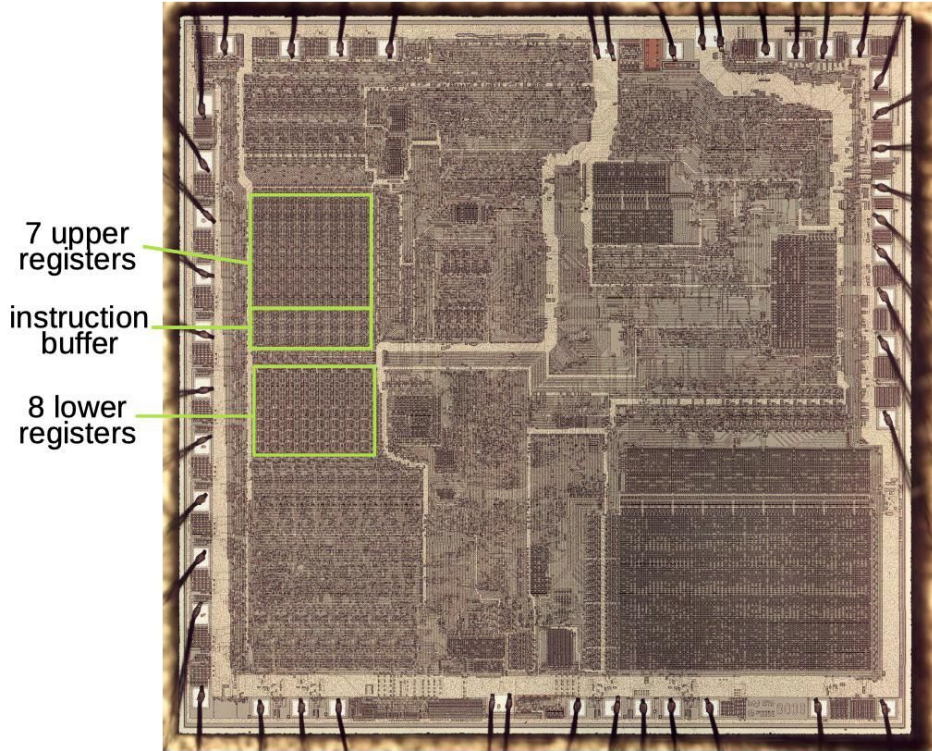 7 upper
registers
instruction
buffer
8 lower
registers